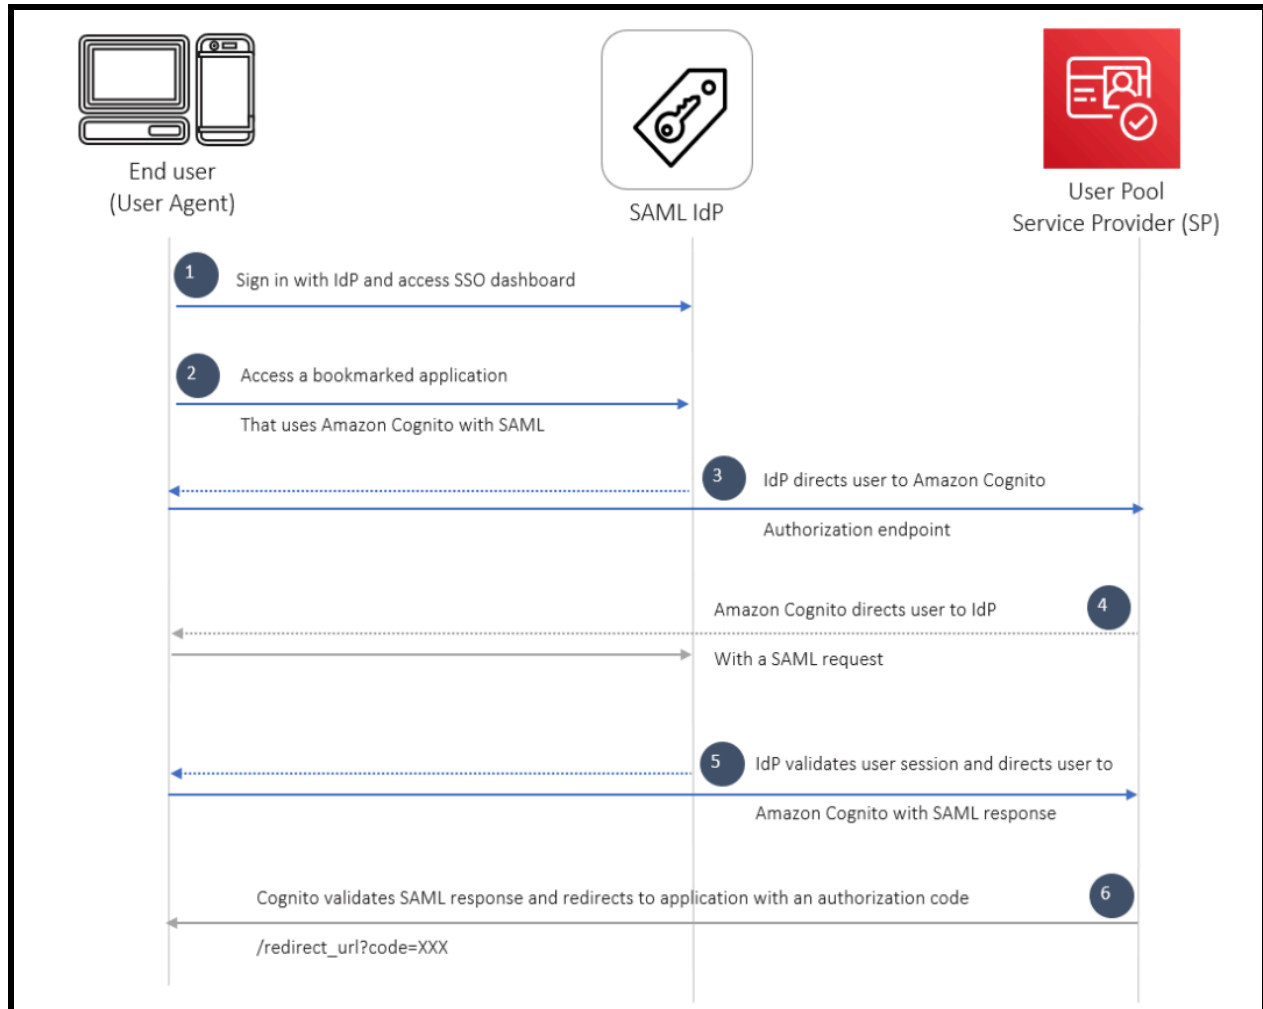 End user
(User Agent)
SAML IdP
User Pool
Service Provider (SP)
1
Sign in with IdP and access SSO dashboard
2
Access a bookmarked application
That uses Amazon Cognito with SAML
3
IdP directs user to Amazon Cognito
Authorization endpoint
Amazon Cognito directs user to IdP
4
With a SAML request
5
IdP validates user session and directs user to
Amazon Cognito with SAML response
Cognito validates SAML response and redirects to application with an authorization code
6
/redirect_url?code=XXX